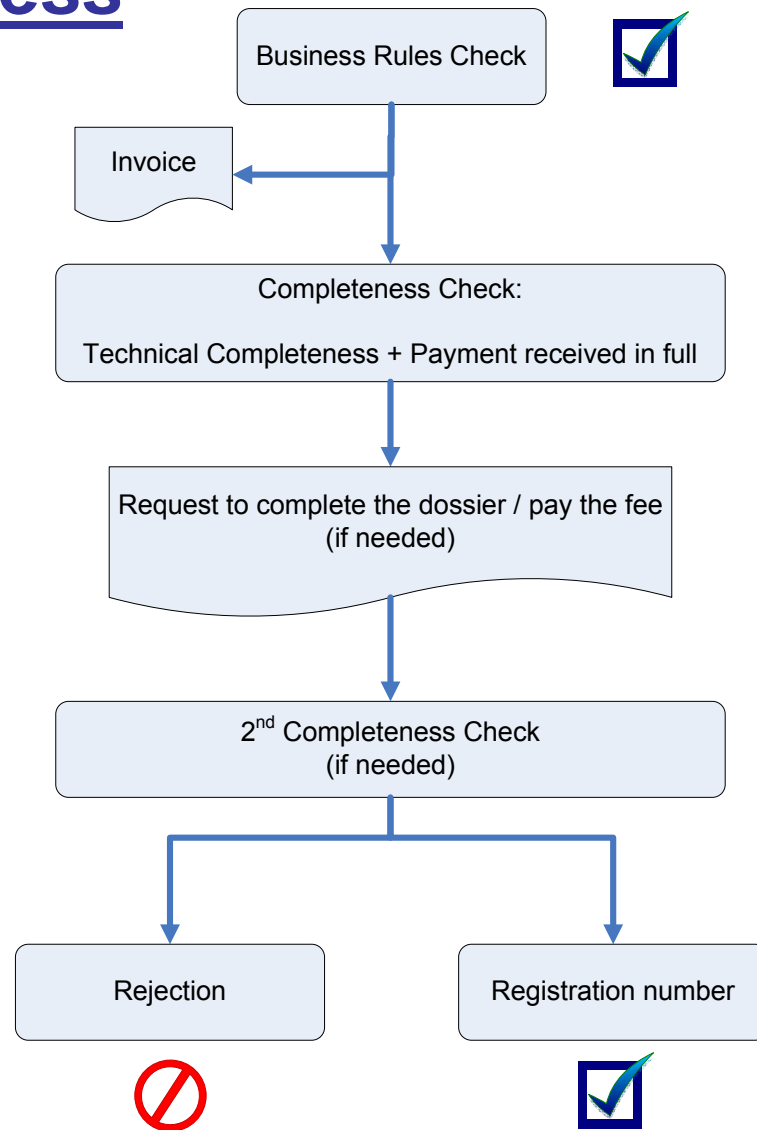 ess
Business Rules Check
Invoice
Completeness Check:
Technical Completeness + Payment received in full
Request to complete the dossier / pay the fee
(if needed)
2nd Completeness Check
(if needed)
Rejection
Registration number